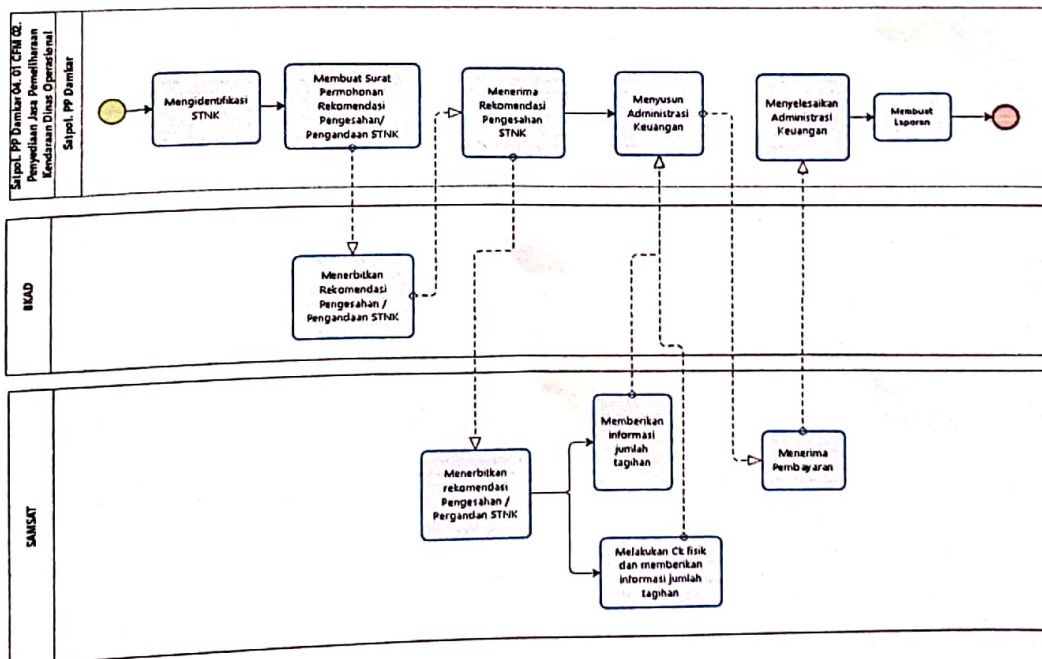 Satpol. PP Damkar 04. 01 CFM 02.
Penyediaan Jasa Pemeliharaan
Kendaraan Dinas Operasional
Satpol. PP Damkar
Mengidentifikasi
STNK
Membuat Surat
Permohonan
Rekomendasi
Pengesahan/
Pengandaan STNK
Menerima
Rekomendasi
Pengesahan
STNK
Menyusun
Administrasi
Keuangan
Menyelesaikan
Administrasi
Keuangan
Membuat
Laporan
BKAD
Menerbitkan
Rekomendasi
Pengesahan /
Pengandaan STNK
SAMSAT
Menerbitkan
rekomendasi
Pengesahan /
Pergandan STNK
Memberikan
informasi
jumlah
tagihan
Melakukan Ck fisik
dan memberikan
informasi jumlah
tagihan
Menerima
Pembayaran